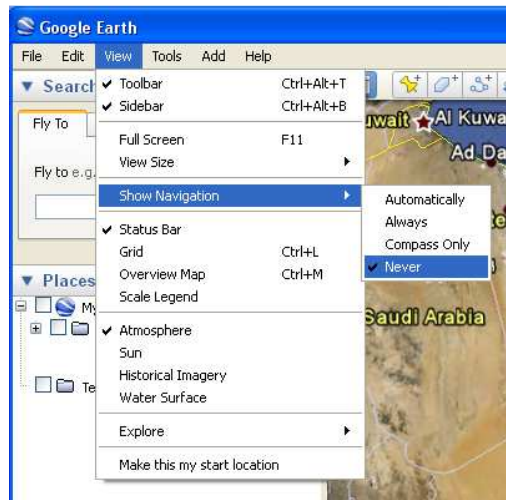 Google Earth
File Edit View Tools Add Help
Search
Fly To
Fly to e.g.
Places
Toolbar Ctrl+Alt+T
Sidebar Ctrl+Alt+B
Full Screen F11
View Size
Show Navigation
Status Bar
Grid Ctrl+L
Overview Map Ctrl+M
Scale Legend
Atmosphere
Sun
Historical Imagery
Water Surface
Explore
Make this my start location
Automatically
Always
Compass Only
Never
Al Kuwa
Ad Da
Saudi Arabia